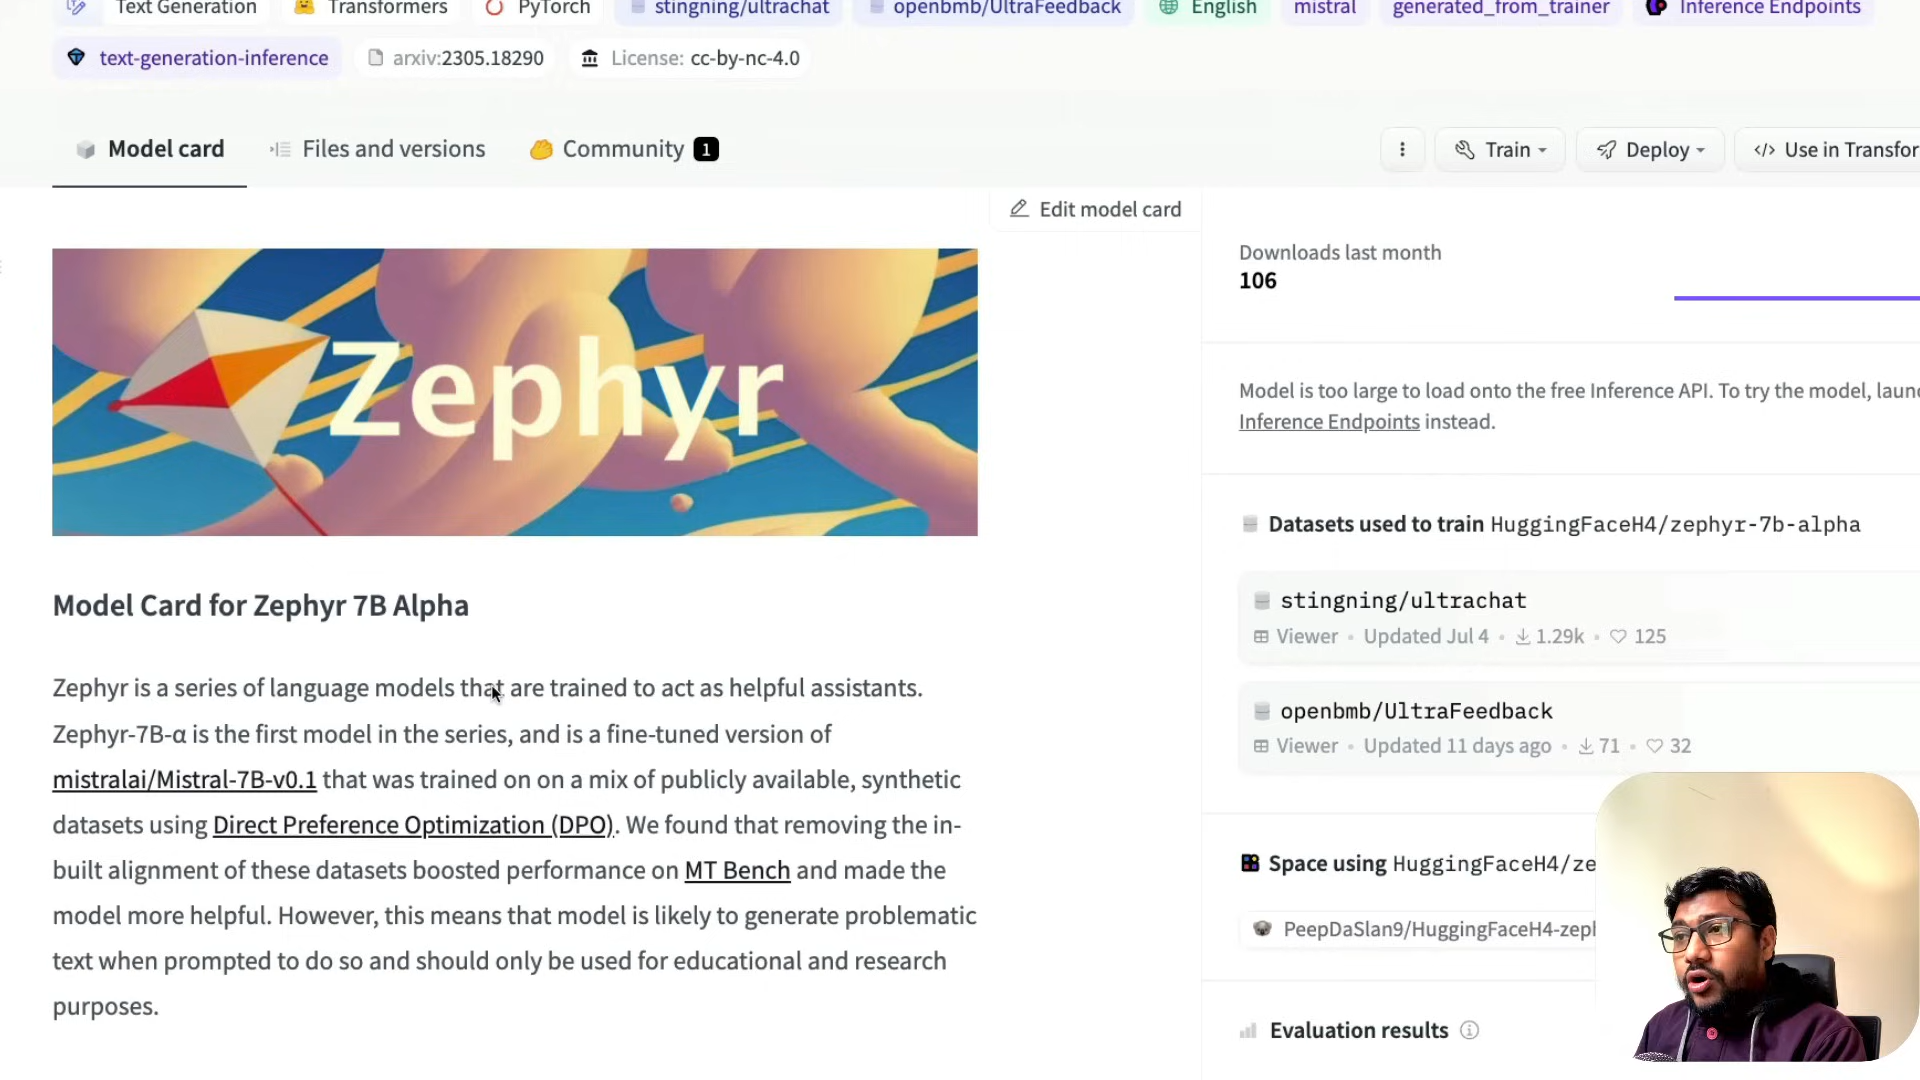 Text Generation Transformers PyTorch stingning/ultrachat openbmb/UltraFeedback English mistral generated_from_trainer Inference Endpoints
text-generation-inference arxiv:2305.18290 License: cc-by-nc-4.0
Model card Files and versions Community 1 Train Deploy </> Use in Transfor
Edit model card
Zephyr
Model Card for Zephyr 7B Alpha
Zephyr is a series of language models that are trained to act as helpful assistants.
Zephyr-7B-α is the first model in the series, and is a fine-tuned version of
mistralai/Mistral-7B-v0.1 that was trained on on a mix of publicly available, synthetic
datasets using Direct Preference Optimization (DPO). We found that removing the in-
built alignment of these datasets boosted performance on MT Bench and made the
model more helpful. However, this means that model is likely to generate problematic
text when prompted to do so and should only be used for educational and research
purposes.
Downloads last month
106
Model is too large to load onto the free Inference API. To try the model, laun
Inference Endpoints instead.
Datasets used to train HuggingFaceH4/zephyr-7b-alpha
stingning/ultrachat
Viewer • Updated Jul 4 • 1.29k • 125
openbmb/UltraFeedback
Viewer • Updated 11 days ago • 71 • 32
Space using HuggingFaceH4/ze
PeepDaSlan9/HuggingFaceH4-zeph
Evaluation results